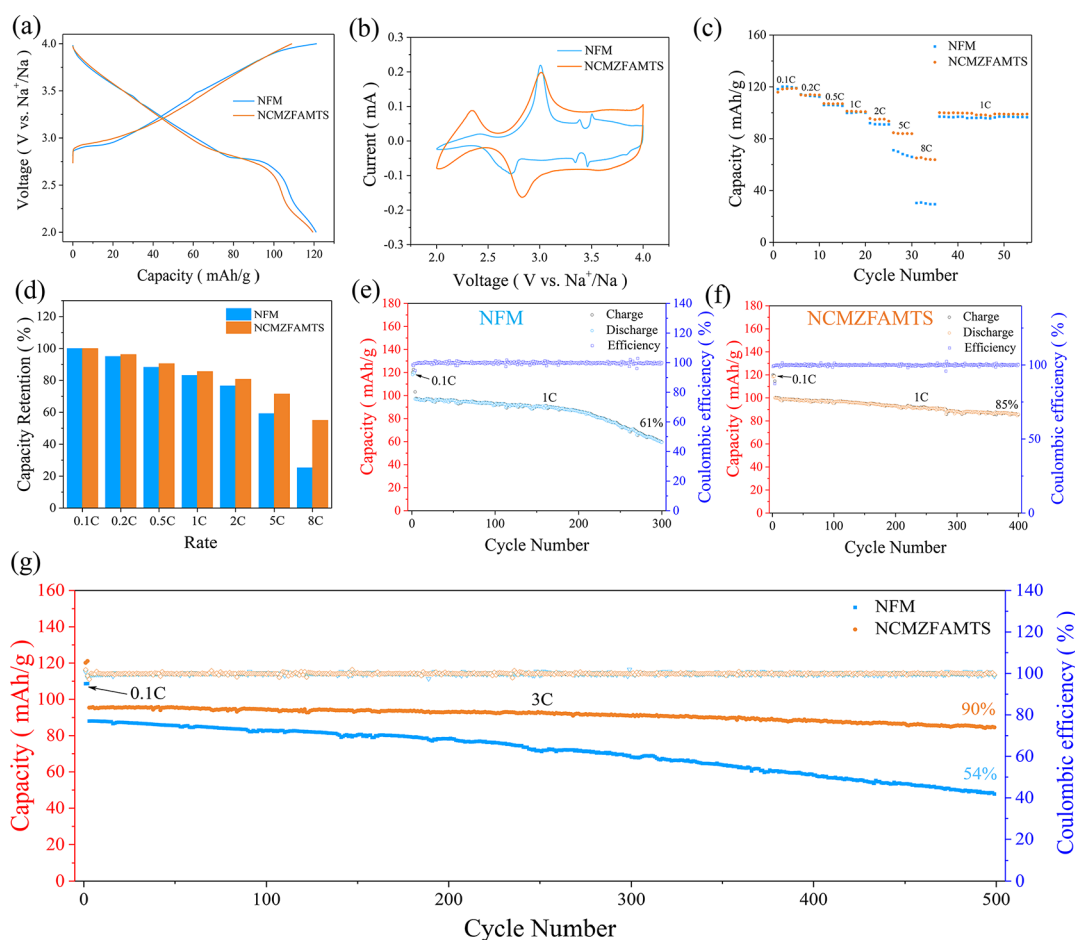 (a)
4.0
3.5
3.0
2.5
2.0
Voltage ( V vs. Na⁺/Na)
0
20
40
60
80
100
120
Capacity ( mAh/g)
NFM
NCMZFAMTS
(b)
0.3
0.2
0.1
0.0
-0.1
-0.2
-0.3
Current ( mA)
2.0
2.5
3.0
3.5
4.0
Voltage ( V vs. Na⁺/Na)
NFM
NCMZFAMTS
(c)
160
120
80
40
0
Capacity ( mAh/g)
0
10
20
30
40
50
Cycle Number
NFM
NCMZFAMTS
0.1C
0.2C
0.5C
1C
2C
5C
8C
1C
(d)
120
100
80
60
40
20
0
Capacity Retention ( % )
0.1C
0.2C
0.5C
1C
2C
5C
8C
Rate
NFM
NCMZFAMTS
(e)
180
160
140
120
100
80
60
40
20
0
Capacity ( mAh/g)
NFM
Charge
Discharge
Efficiency
0.1C
1C
61%
0
100
200
300
Cycle Number
140
120
100
80
60
40
20
0
Coulombic efficiency ( % )
(f)
180
160
140
120
100
80
60
40
20
0
Capacity ( mAh/g)
NCMZFAMTS
Charge
Discharge
Efficiency
0.1C
1C
85%
0
100
200
300
400
Cycle Number
100
50
0
Coulombic efficiency ( % )
(g)
160
140
120
100
80
60
40
20
0
Capacity ( mAh/g)
NFM
NCMZFAMTS
0.1C
3C
90%
54%
0
100
200
300
400
500
Cycle Number
140
120
100
80
60
40
20
0
Coulombic efficiency ( % )